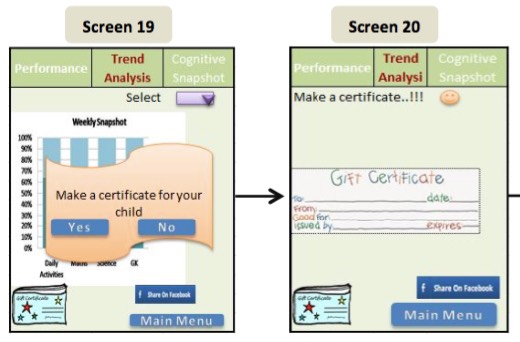 Screen 19
Performance
Trend
Analysis
Cognitive
Snapshot
Select
Weekly Snapshot
100%
90%
80%
70%
60%
50%
40%
30%
20%
10%
0%
Make a certificate for your
child
Yes
No
Daily
Activities
Maths
Science
GK
Gift Certificate
f Share On Facebook
Main Menu
Screen 20
Performance
Trend
Analysi
Cognitive
Snapshot
Make a certificate..!!!
Gift Certificate
To: date:
From:
Good for
issued by expires
Gift Certificate
f Share On Facebook
Main Menu